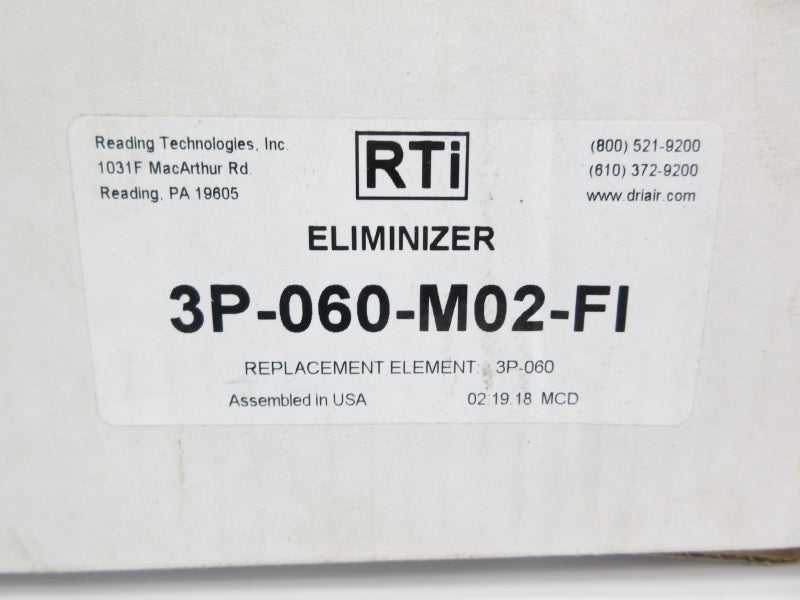 Reading Technologies, Inc.
1031F MacArthur Rd.
Reading, PA 19605
RTi
(800) 521-9200
(610) 372-9200
www.driair.com
ELIMINIZER
3P-060-M02-FI
REPLACEMENT ELEMENT: 3P-060
Assembled in USA 02.19.18 MCD